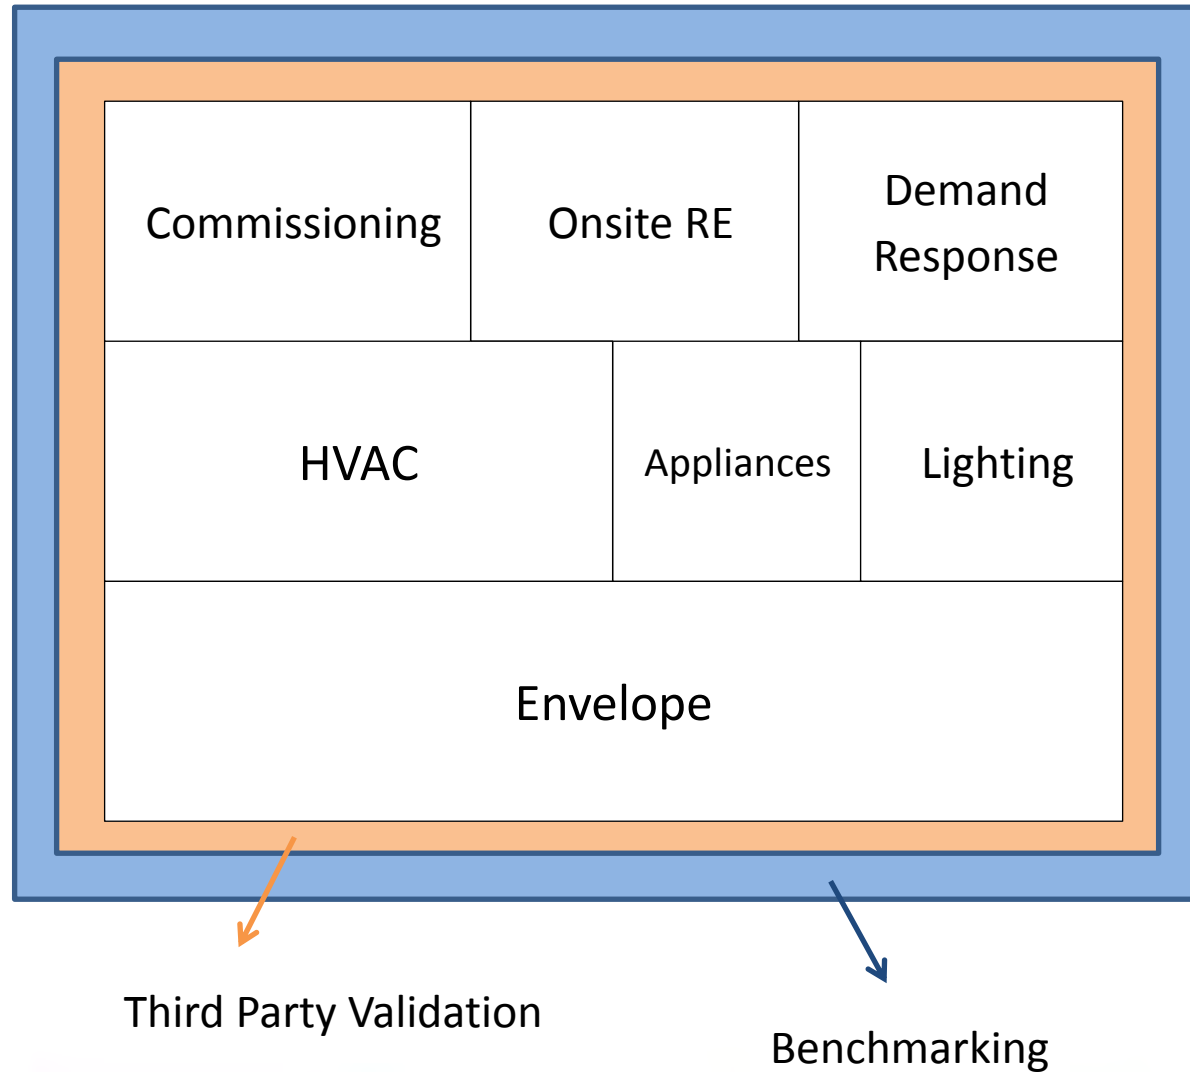 Commissioning
Onsite RE
Demand
Response
HVAC
Appliances
Lighting
Envelope
Third Party Validation
Benchmarking